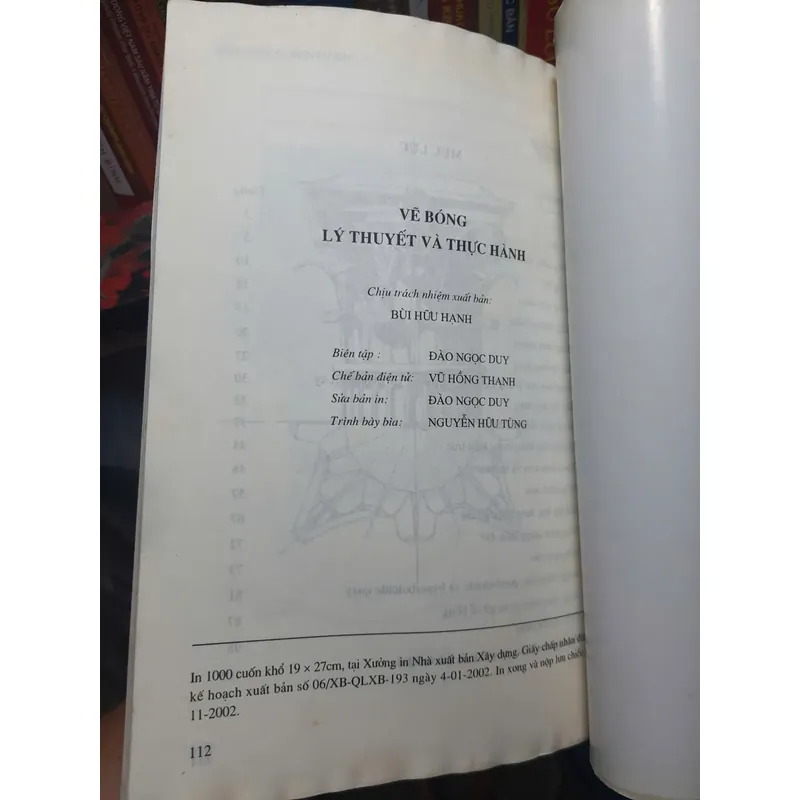 VẼ BÓNG
LÝ THUYẾT VÀ THỰC HÀNH
Chịu trách nhiệm xuất bản:
BÙI HỮU HẠNH
Biên tập : ĐÀO NGỌC DUY
Chế bản điện tử: VŨ HỒNG THANH
Sửa bản in: ĐÀO NGỌC DUY
Trình bày bìa: NGUYỄN HỮU TÙNG
In 1000 cuốn khổ 19 × 27cm, tại Xưởng in Nhà xuất bản Xây dựng. Giấy chấp nhận
kế hoạch xuất bản số 06/XB-QLXB-193 ngày 4-01-2002. In xong và nộp lưu chiểu
11-2002.
112